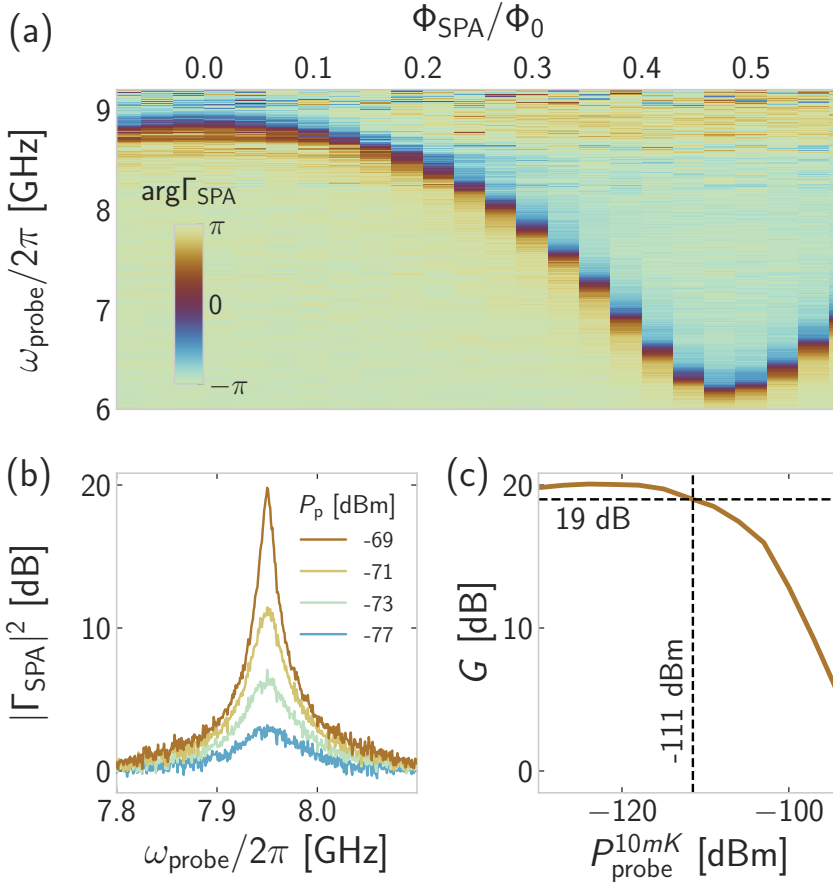 (a)
Φ_SPA/Φ_0
0.0 0.1 0.2 0.3 0.4 0.5
ω_probe/2π [GHz]
9
8
7
6
argΓ_SPA
π
0
−π
(b)
|Γ_SPA|^2 [dB]
20
10
0
P_p [dBm]
-69
-71
-73
-77
7.8 7.9 8.0
ω_probe/2π [GHz]
(c)
G [dB]
20
10
0
19 dB
-111 dBm
−120 −100
P_probe^10mK [dBm]